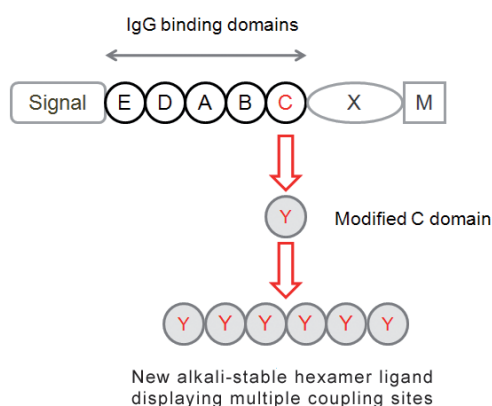 IgG binding domains
Signal E D A B C X M
Y
Modified C domain
Y Y Y Y Y Y
New alkali-stable hexamer ligand
displaying multiple coupling sites